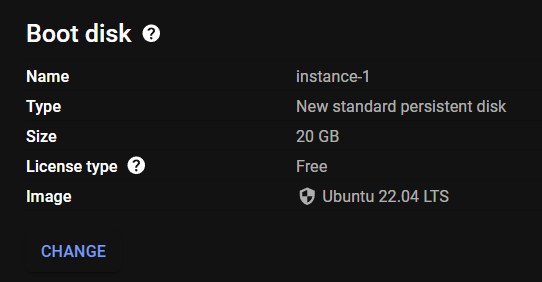 Boot disk ?
Name instance-1
Type New standard persistent disk
Size 20 GB
License type ? Free
Image Ubuntu 22.04 LTS
CHANGE